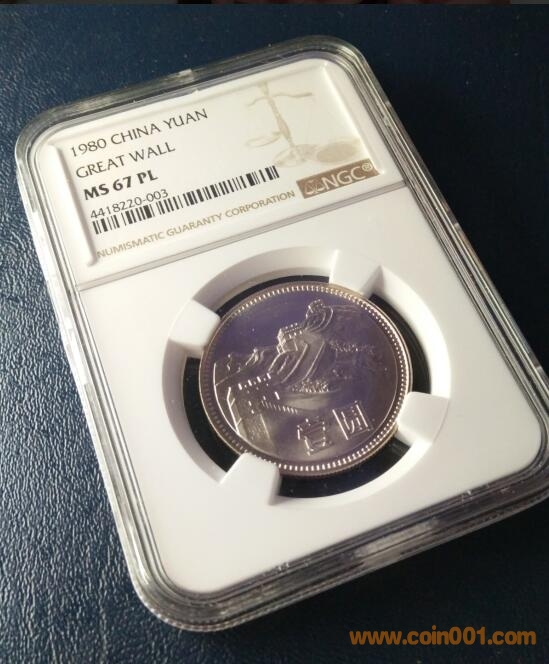 1980 CHINA YUAN
GREAT WALL
MS 67 PL
4418220-003
NGC®
NUMISMATIC GUARANTY CORPORATION
壹圆
www.coin001.com